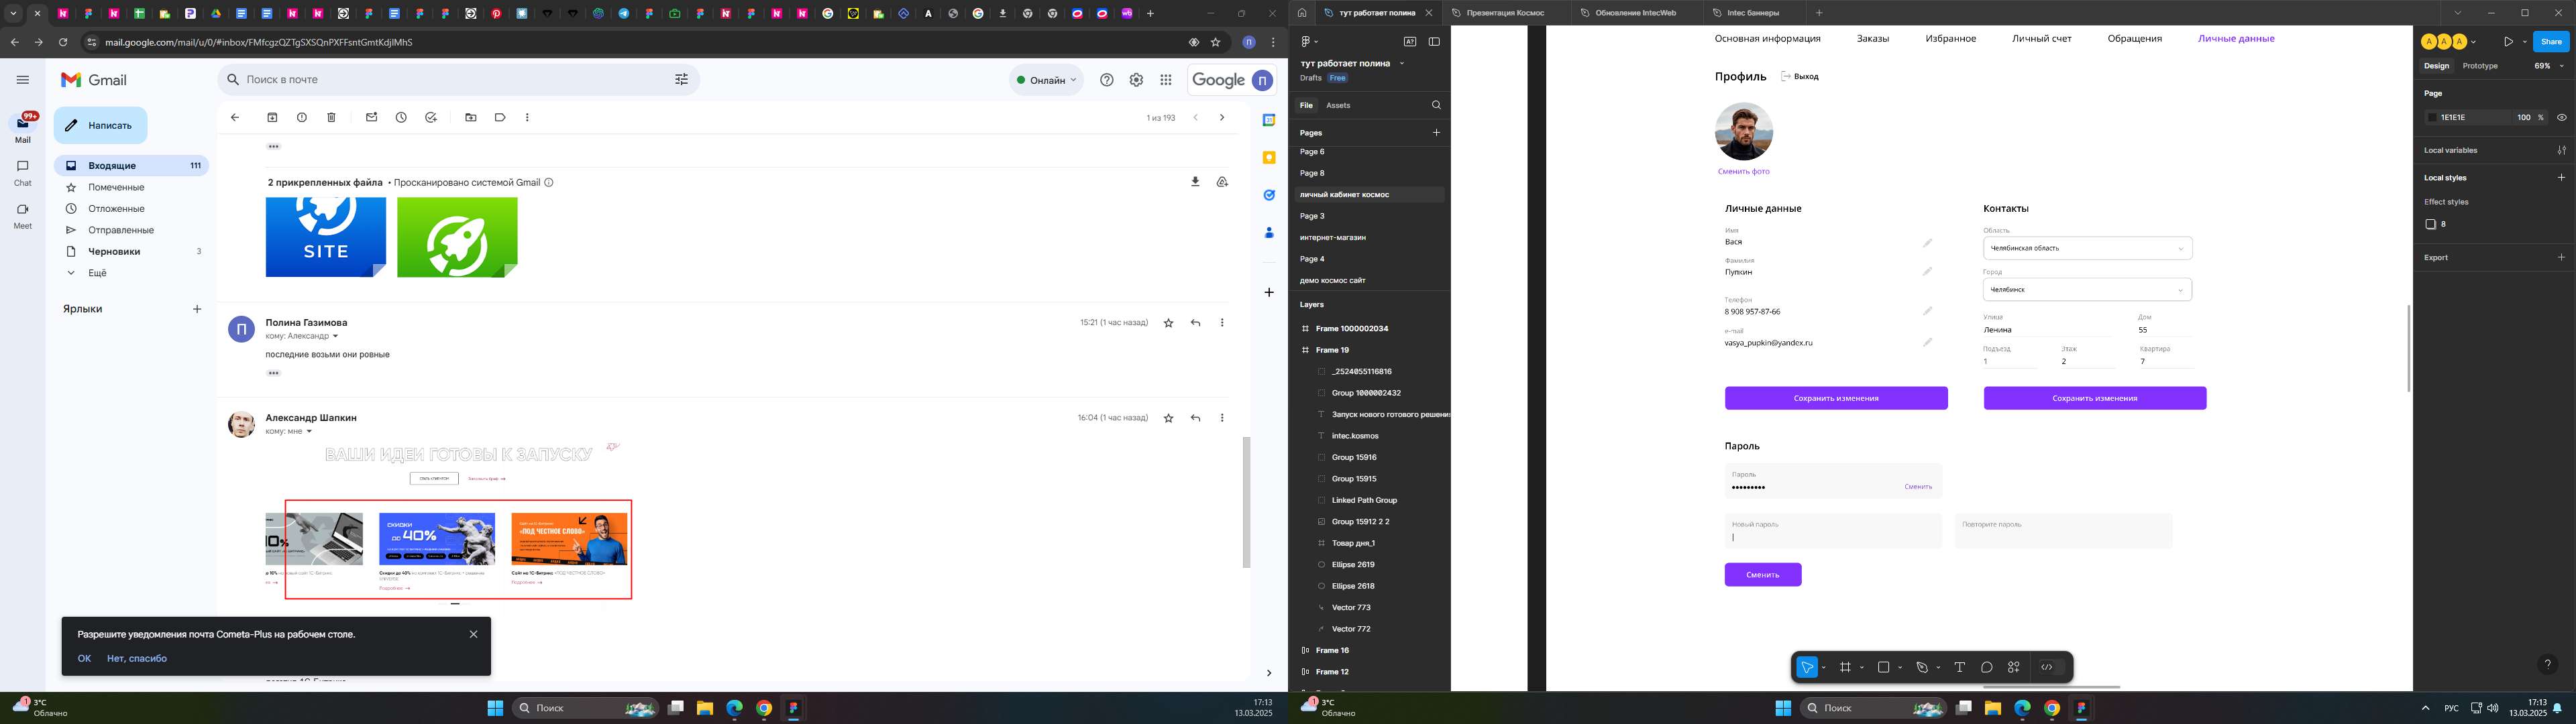 mail.google.com/mail/u/0/#inbox/FMfcgzQZTgSXSQnPXFFsntGmtKdjlMhS
Gmail
Поиск в почте
Онлайн
Google
П
99+
Mail
Chat
Meet
Написать
Входящие 111
Помеченные
Отложенные
Отправленные
Черновики 3
Ещё
Ярлыки
1 из 193
2 прикрепленных файла • Просканировано системой Gmail
SITE
Полина Газимова
кому: Александр
15:21 (1 час назад)
последние возьми они ровные
Александр Шапкин
кому: мне
16:04 (1 час назад)
ВАШИ ИДЕИ ГОТОВЫ К ЗАПУСКУ
СКИДКИ
ДО 40%
«ПОД ЧЕСТНОЕ СЛОВО»
Подробнее
Подробнее
Разрешите уведомления почта Cometa-Plus на рабочем столе.
ОК Нет, спасибо
3°C
Облачно
Поиск
17:13
13.03.2025
тут работает полина
Презентация Космос
Обновление IntecWeb
Intec баннеры
тут работает полина
Drafts Free
File Assets
Pages
Page 6
Page 8
личный кабинет космос
Page 3
интернет-магазин
Page 4
демо космос сайт
Layers
Frame 1000002034
Frame 19
_2524055116816
Group 1000002432
Запуск нового готового решени
intec.kosmos
Group 15916
Group 15915
Linked Path Group
Group 15912 2 2
Товар дня_1
Ellipse 2619
Ellipse 2618
Vector 773
Vector 772
Frame 16
Frame 12
Основная информация Заказы Избранное Личный счет Обращения Личные данные
Профиль Выход
Сменить фото
Личные данные
Имя
Вася
Фамилия
Пупкин
Телефон
8 908 957-87-66
e-mail
vasya_pupkin@yandex.ru
Сохранить изменения
Контакты
Область
Челябинская область
Город
Челябинск
Улица Дом
Ленина 55
Подъезд Этаж Квартира
1 2 7
Сохранить изменения
Пароль
Пароль
••••••••• Сменить
Новый пароль
Повторите пароль
Сменить
A A A
Share
Design Prototype 69%
Page
1E1E1E 100 %
Local variables
Local styles
Effect styles
8
Export
3°C
Облачно
Поиск
РУС
17:13
13.03.2025